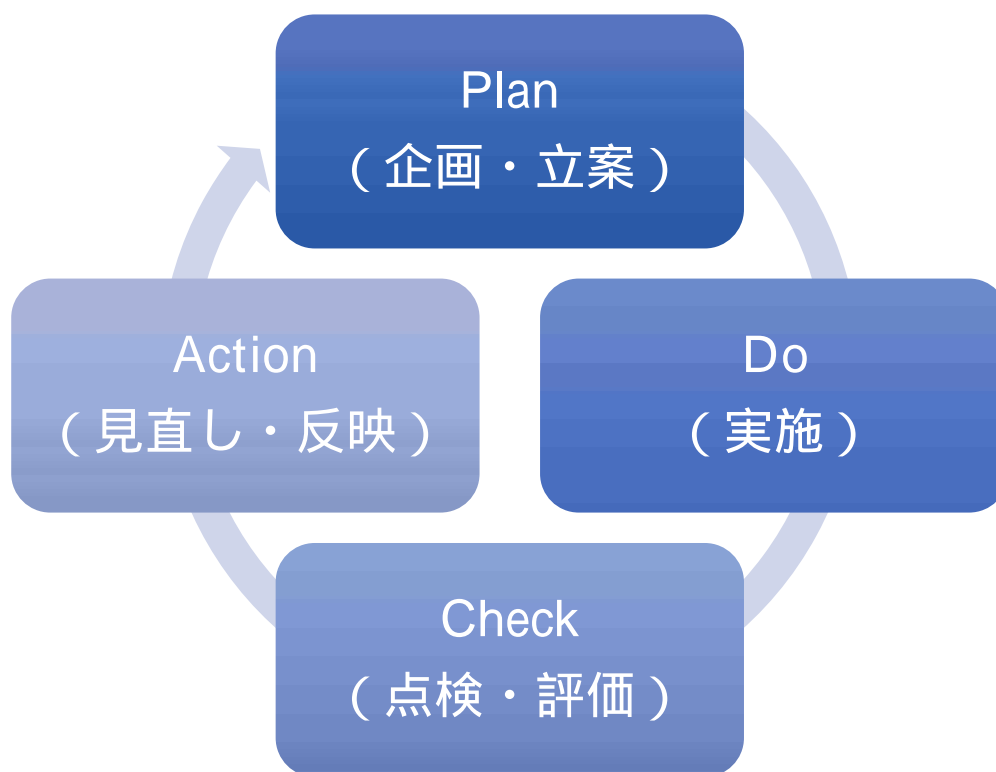 Plan
（企画・立案）
Do
（実施）
Check
（点検・評価）
Action
（見直し・反映）